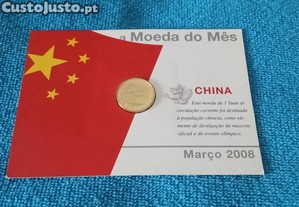 CustoJusto.pt
a Moeda do Mês
CHINA
Esta moeda de 1 Yuan de
circulação corrente foi destinada
à população chinesa, como ele-
mento de divulgação da mascote
oficial e do evento olímpico.
Março 2008